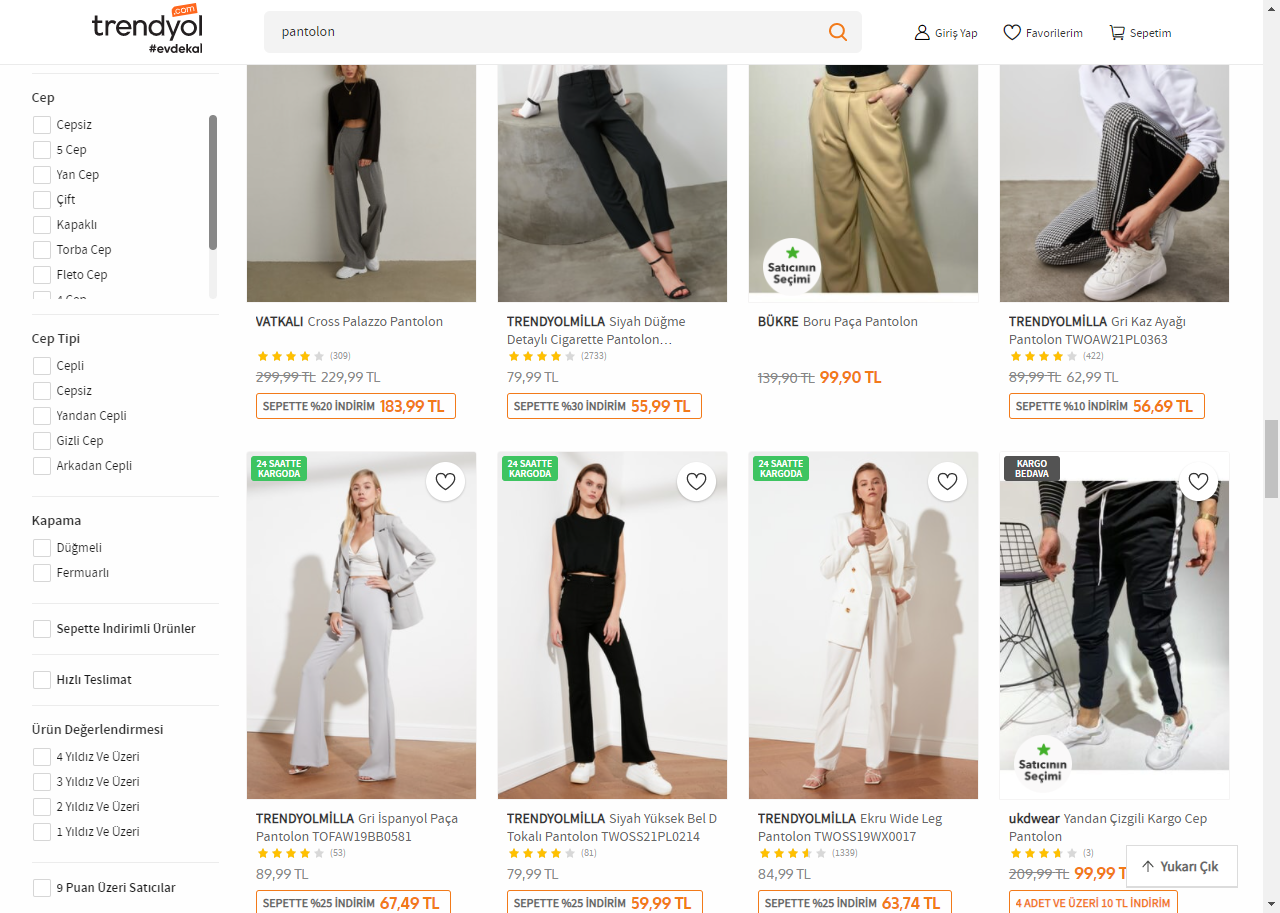 trendyol
.com
#evdekal
pantolon
Giriş Yap
Favorilerim
Sepetim
Cep
Cepsiz
5 Cep
Yan Cep
Çift
Kapaklı
Torba Cep
Fleto Cep
4 Cep
Cep Tipi
Cepli
Cepsiz
Yandan Cepli
Gizli Cep
Arkadan Cepli
Kapama
Düğmeli
Fermuarlı
Sepette İndirimli Ürünler
Hızlı Teslimat
Ürün Değerlendirmesi
4 Yıldız Ve Üzeri
3 Yıldız Ve Üzeri
2 Yıldız Ve Üzeri
1 Yıldız Ve Üzeri
9 Puan Üzeri Satıcılar
VATKALI Cross Palazzo Pantolon
(309)
299,99 TL 229,99 TL
SEPETTE %20 İNDİRİM 183,99 TL
TRENDYOLMİLLA Siyah Düğme
Detaylı Cigarette Pantolon...
(2733)
79,99 TL
SEPETTE %30 İNDİRİM 55,99 TL
Satıcının
Seçimi
BÜKRE Boru Paça Pantolon
139,90 TL 99,90 TL
TRENDYOLMİLLA Gri Kaz Ayağı
Pantolon TWOAW21PL0363
(422)
89,99 TL 62,99 TL
SEPETTE %10 İNDİRİM 56,69 TL
24 SAATTE
KARGODA
TRENDYOLMİLLA Gri İspanyol Paça
Pantolon TOFAW19BB0581
(53)
89,99 TL
SEPETTE %25 İNDİRİM 67,49 TL
24 SAATTE
KARGODA
TRENDYOLMİLLA Siyah Yüksek Bel D
Tokalı Pantolon TWOSS21PL0214
(81)
79,99 TL
SEPETTE %25 İNDİRİM 59,99 TL
24 SAATTE
KARGODA
TRENDYOLMİLLA Ekru Wide Leg
Pantolon TWOSS19WX0017
(1339)
84,99 TL
SEPETTE %25 İNDİRİM 63,74 TL
KARGO
BEDAVA
Satıcının
Seçimi
ukdwear Yandan Çizgili Kargo Cep
Pantolon
(3)
209,99 TL 99,99 T
4 ADET VE ÜZERİ 10 TL İNDİRİM
Yukarı Çık